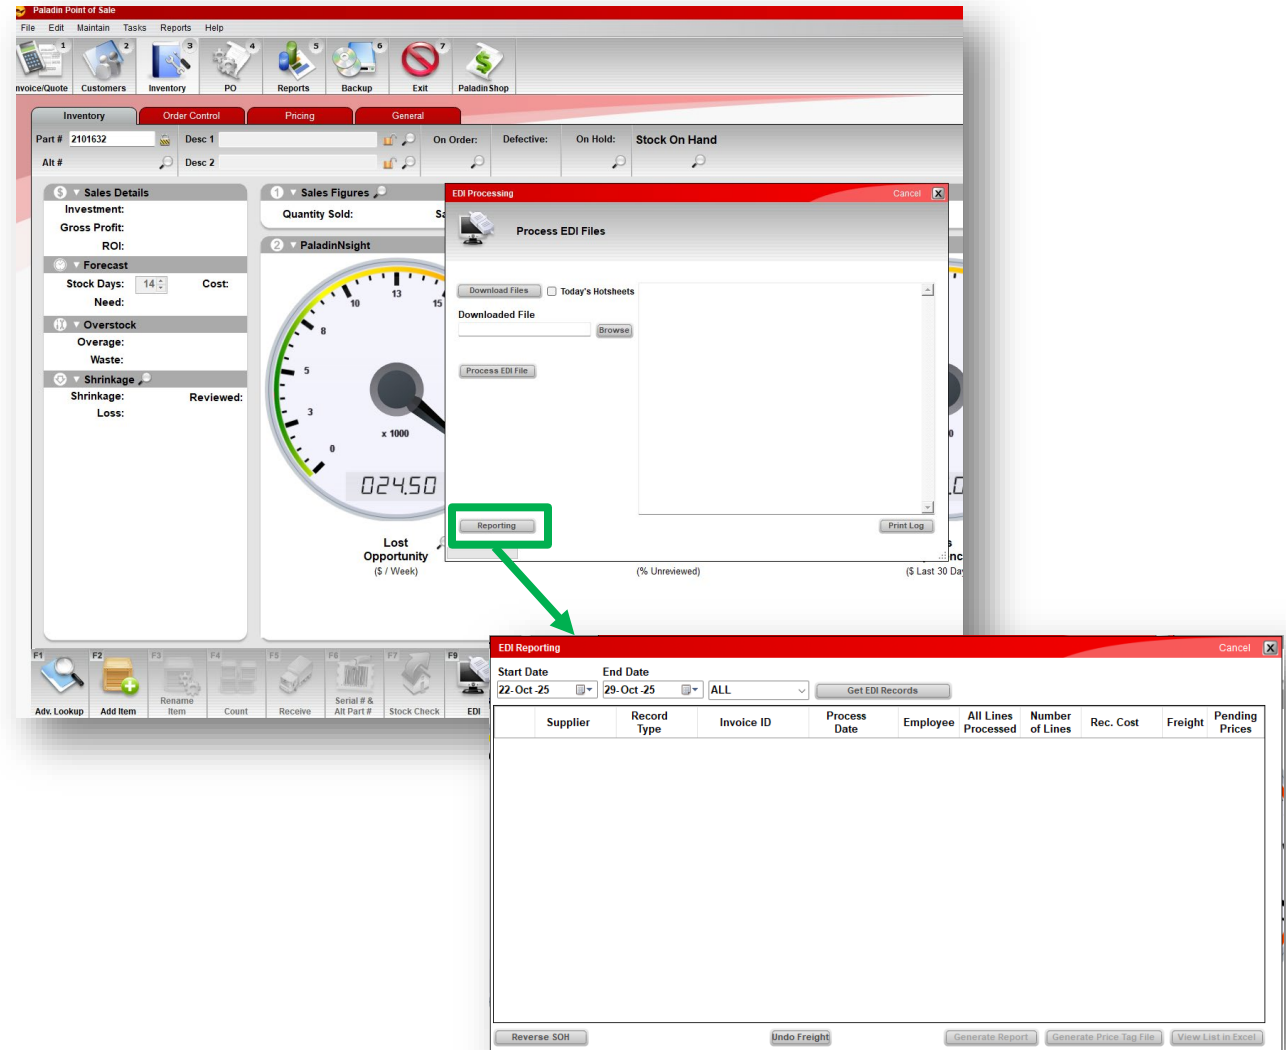 Paladin Point of Sale
File Edit Maintain Tasks Reports Help
1 2 3 4 5 6 7
nvoice/Quote Customers Inventory PO Reports Backup Exit PaladinShop
Inventory Order Control Pricing General
Part # 2101632 Desc 1 On Order: Defective: On Hold: Stock On Hand
Alt # Desc 2
Sales Details
Investment:
Gross Profit:
ROI:
Forecast
Stock Days: 14 Cost:
Need:
Overstock
Overage:
Waste:
Shrinkage
Shrinkage: Reviewed:
Loss:
1 Sales Figures
Quantity Sold: Sa
2 PaladinNsight
0 3 5 8 10 13 15
x 1000
024.50
Lost
Opportunity
($ / Week)
(% Unreviewed)
($ Last 30 Da
EDI Processing Cancel X
Process EDI Files
Download Files Today's Hotsheets
Downloaded File
Browse
Process EDI File
Reporting Print Log
F1 F2 F3 F4 F5 F6 F7 F9
Adv. Lookup Add Item Rename Item Count Receive Serial # & Alt Part # Stock Check EDI
EDI Reporting Cancel X
Start Date End Date
22-Oct -25 29-Oct -25 ALL Get EDI Records
Supplier Record Type Invoice ID Process Date Employee All Lines Processed Number of Lines Rec. Cost Freight Pending Prices
Reverse SOH Undo Freight Generate Report Generate Price Tag File View List in Excel